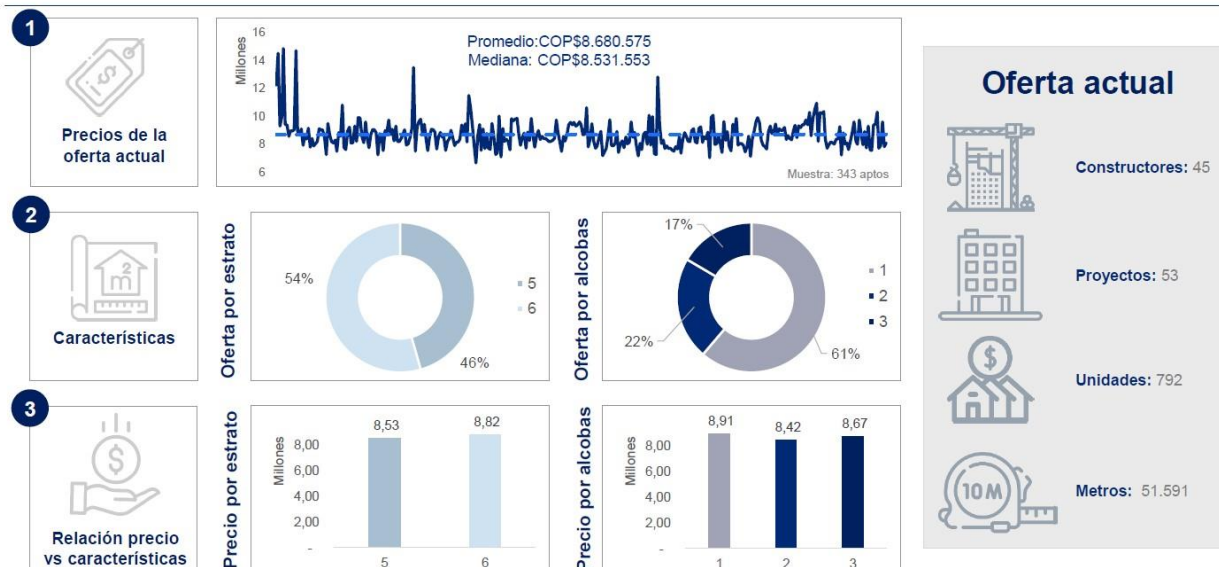 1
Precios de la
oferta actual
Millones
16
14
12
10
8
6
Promedio:COP$8.680.575
Mediana: COP$8.531.553
Muestra: 343 aptos
2
m2
Características
Oferta por estrato
54%
46%
5
6
Oferta por alcobas
17%
22%
61%
1
2
3
3
$
Relación precio
vs características
Precio por estrato
Millones
8,00
6,00
4,00
2,00
-
8,53
8,82
5
6
Precio por alcobas
Millones
8,00
6,00
4,00
2,00
-
8,91
8,42
8,67
1
2
3
Oferta actual
Constructores: 45
Proyectos: 53
$
Unidades: 792
10M
Metros: 51.591